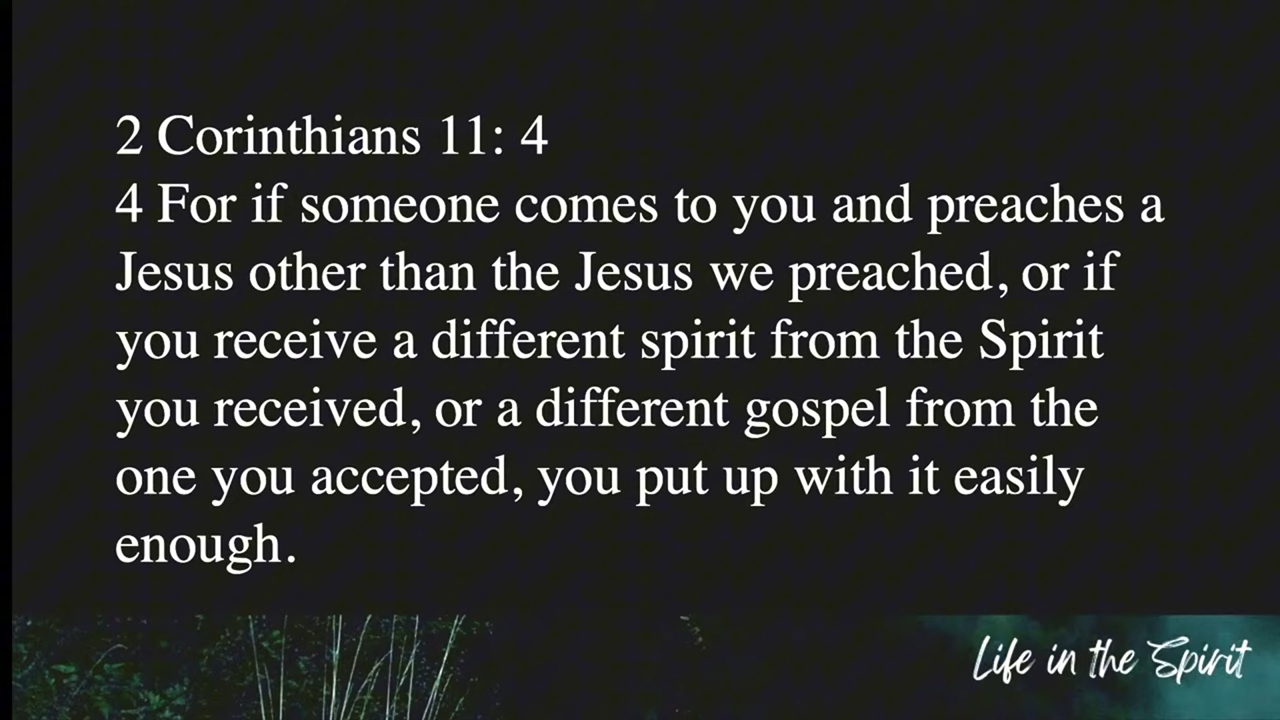 2 Corinthians 11: 4
4 For if someone comes to you and preaches a
Jesus other than the Jesus we preached, or if
you receive a different spirit from the Spirit
you received, or a different gospel from the
one you accepted, you put up with it easily
enough.
Life in the Spirit